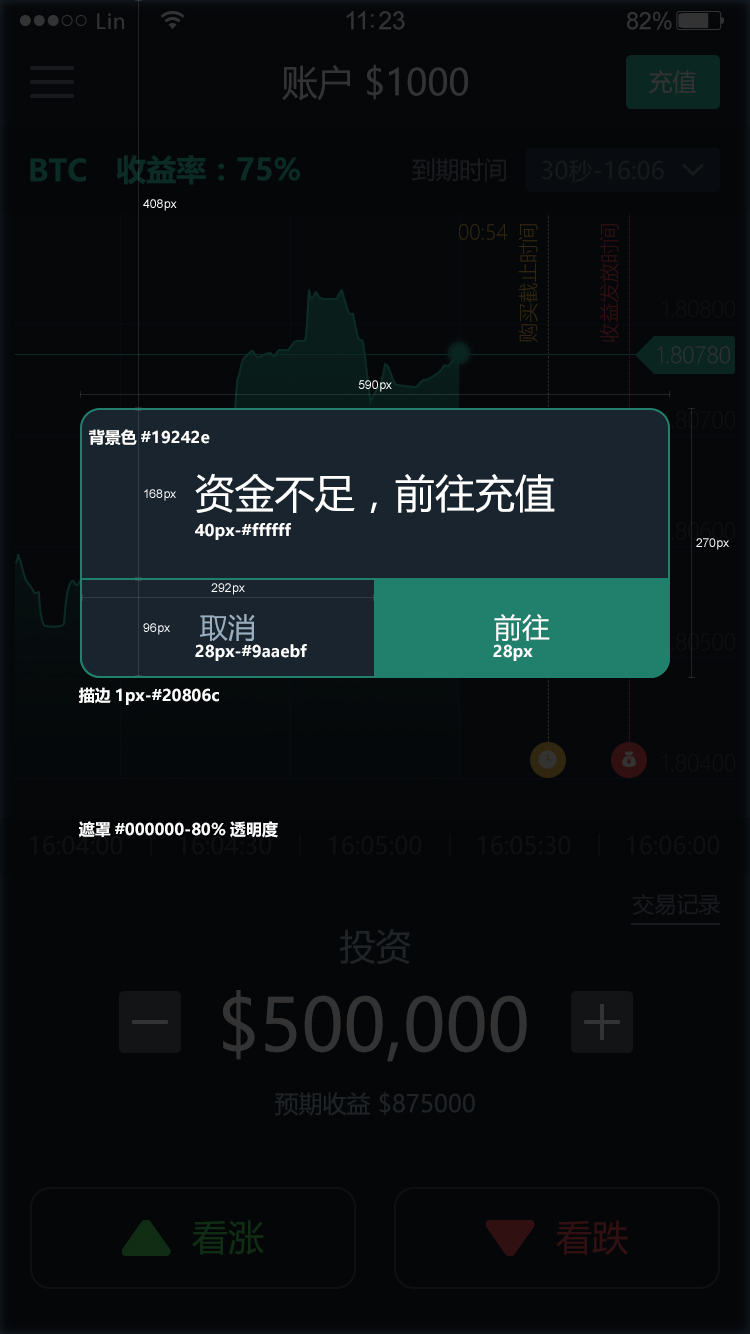 Lin 11:23 82%
账户 $1000
充值
BTC 收益率：75%
到期时间
30秒-16:06
408px
00:54
购买截止时间
收益发放时间
1.80800
1.80780
590px
1.80700
背景色 #19242e
168px
资金不足，前往充值
40px-#ffffff
1.80600
270px
292px
96px
取消
28px-#9aaebf
前往
28px
1.80500
描边 1px-#20806c
1.80400
遮罩 #000000-80% 透明度
16:04:00 16:04:30 16:05:00 16:05:30 16:06:00
交易记录
投资
$500,000
预期收益 $875000
看涨
看跌